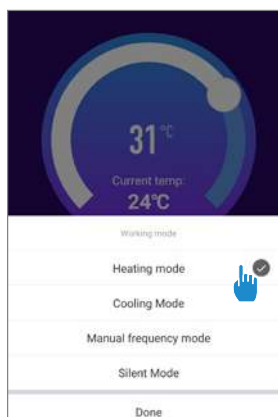 31°C
Current temp:
24°C
Working mode
Heating mode
Cooling Mode
Manual frequency mode
Silent Mode
Done